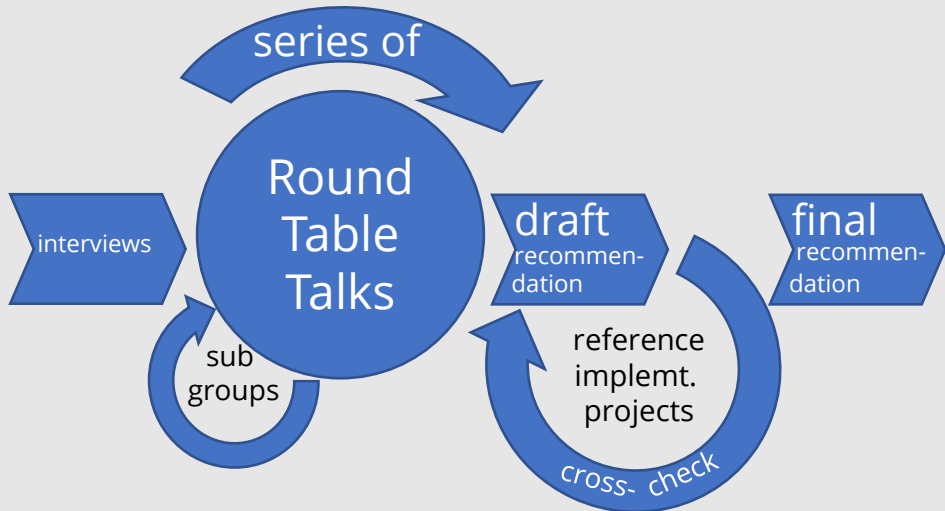 series of
interviews
Round
Table
Talks
sub
groups
draft
recommen-
dation
reference
implemt.
projects
cross- check
final
recommen-
dation